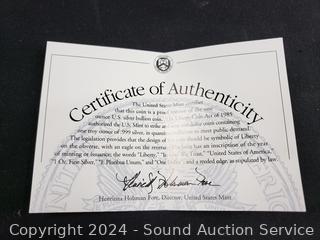 Certificate of Authenticity
The United States Mint certifies
that this coin is a proof version of the one
ounce U.S. silver bullion coin. The Liberty Coin Act of 1985
authorized the U.S. Mint to strike and issue bullion coins containing
one troy ounce of .999 silver, in quantities sufficient to meet public demand.
The legislation provides that the design of the coin should be symbolic of Liberty
on the obverse, with an eagle on the reverse. The coin has an inscription of the year
of minting or issuance; the words "Liberty," "In God We Trust," "United States of America,"
"1 Oz. Fine Silver," "E Pluribus Unum," and "One Dollar"; and a reeded edge, as stipulated by law.
Henrietta Holsman Fore, Director, United States Mint
Copyright 2024 - Sound Auction Service